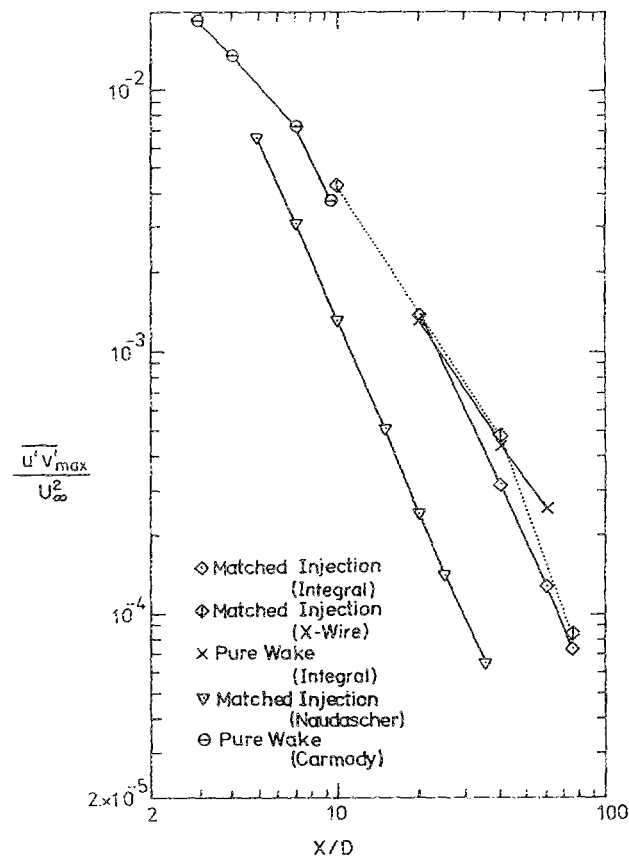 10⁻²
10⁻³
u'v'max
U∞²
10⁻⁴
2×10⁻⁵
Matched Injection
(Integral)
Matched Injection
(X-Wire)
Pure Wake
(Integral)
Matched Injection
(Naudascher)
Pure Wake
(Carmody)
2
10
100
X/D